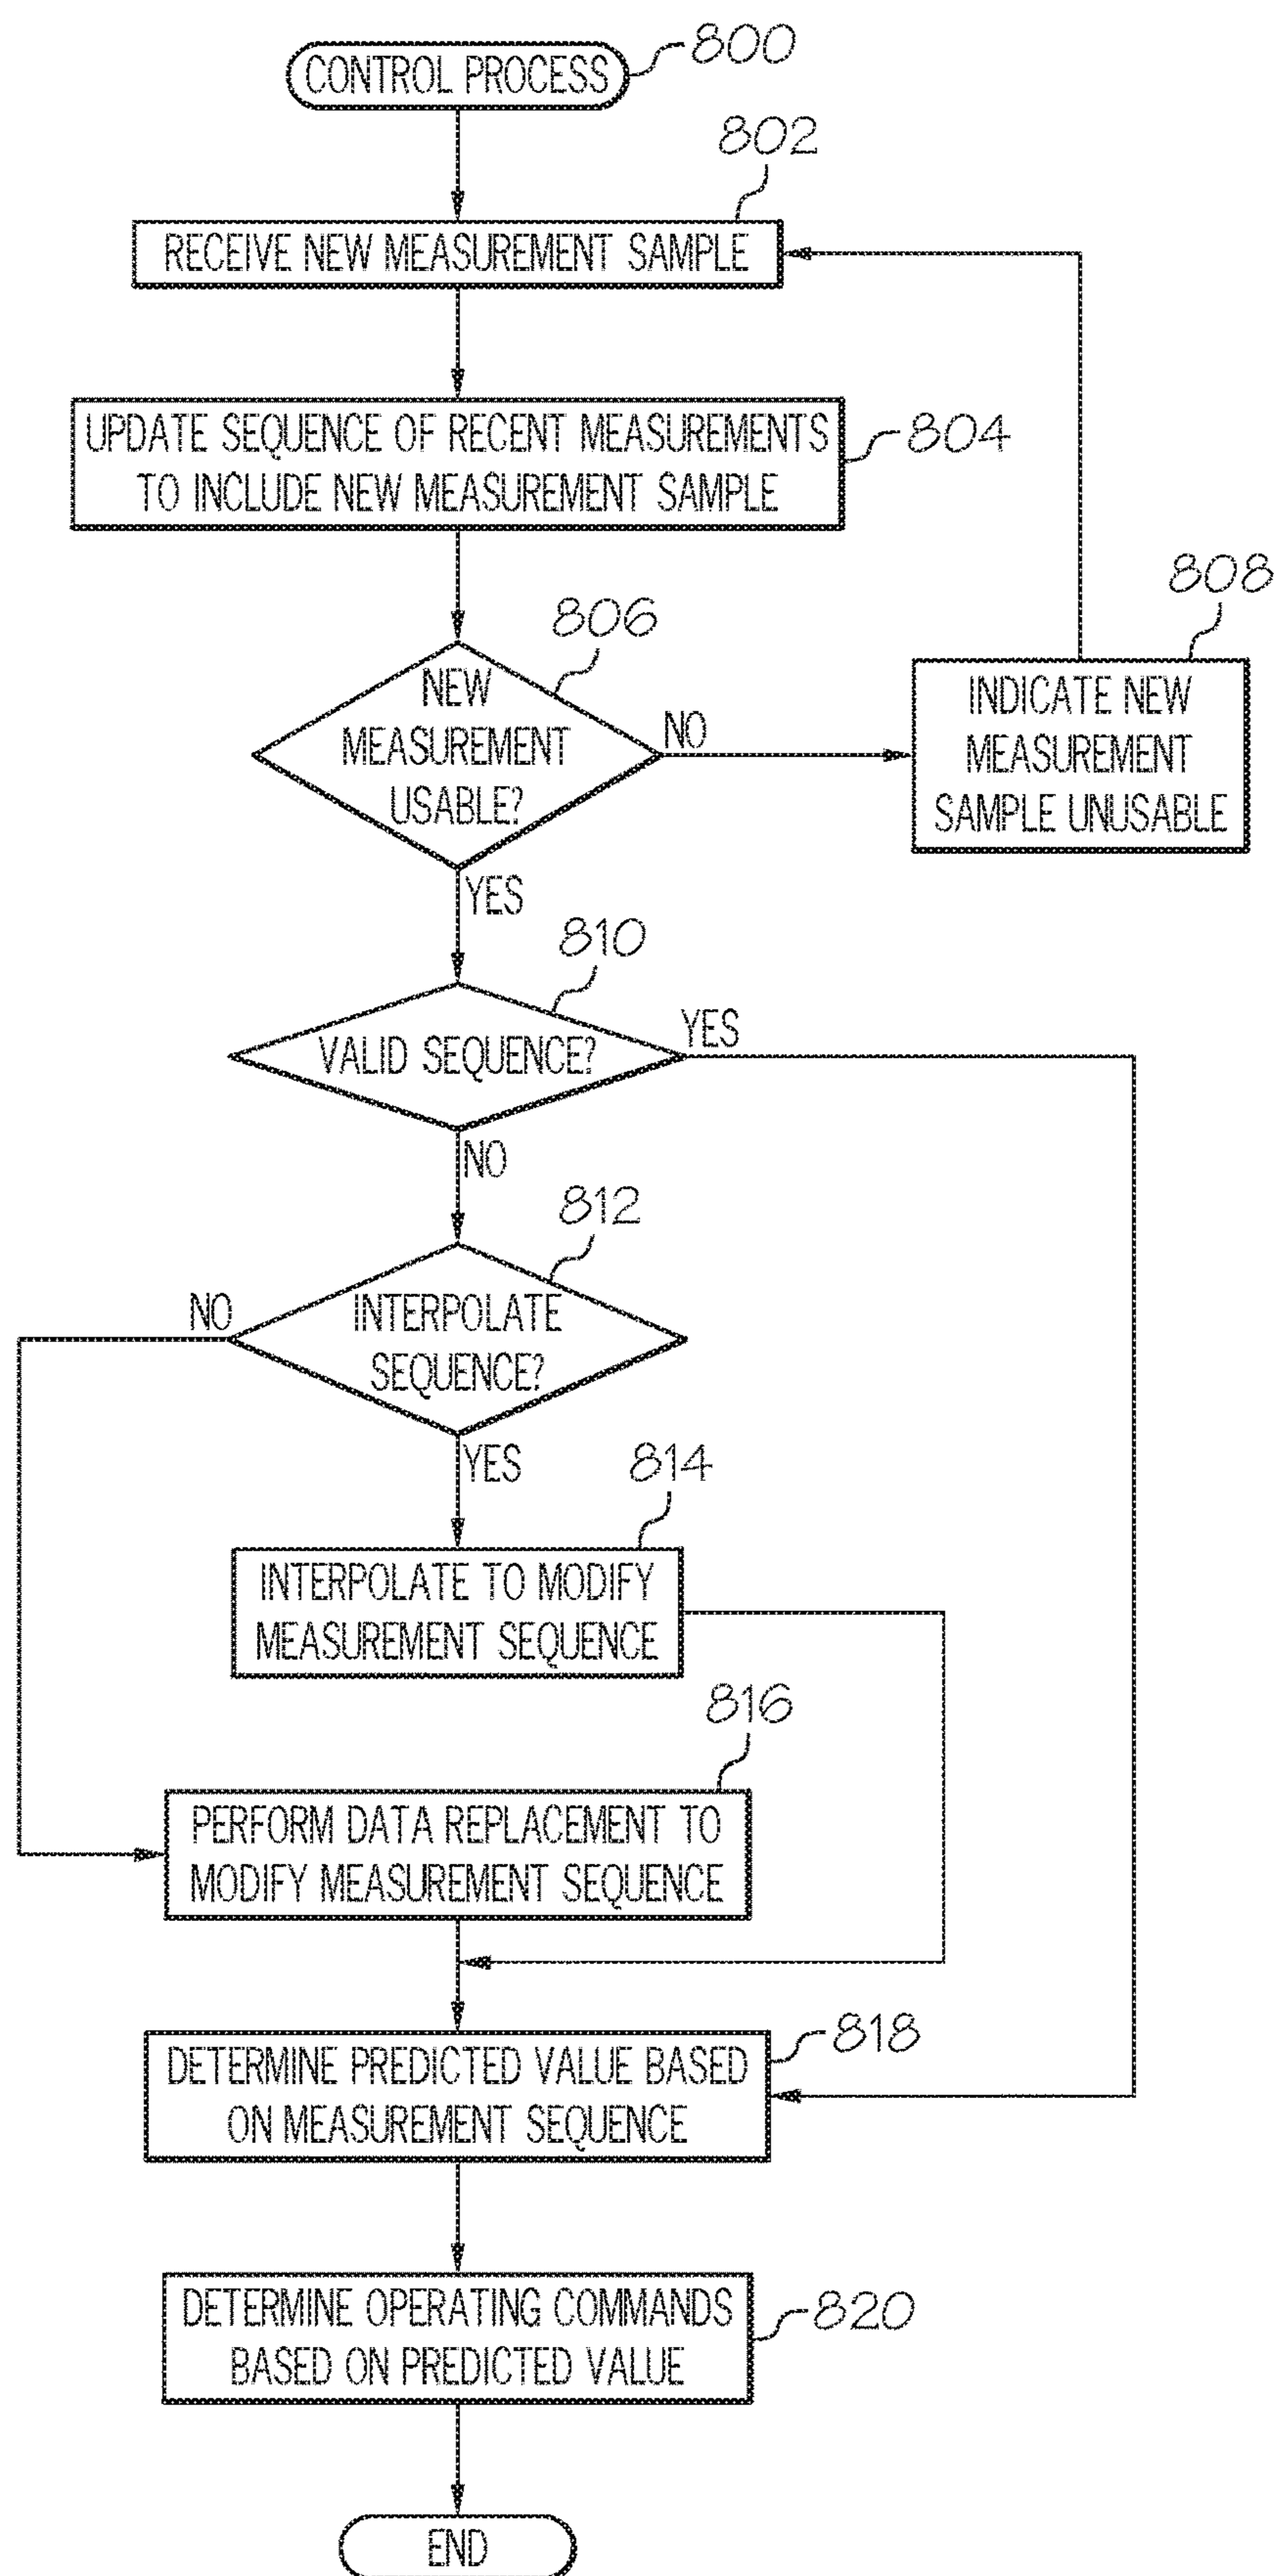 CONTROL PROCESS
800
802
RECEIVE NEW MEASUREMENT SAMPLE
UPDATE SEQUENCE OF RECENT MEASUREMENTS
TO INCLUDE NEW MEASUREMENT SAMPLE
804
806
NEW
MEASUREMENT
USABLE?
NO
808
INDICATE NEW
MEASUREMENT
SAMPLE UNUSABLE
YES
810
VALID SEQUENCE?
YES
NO
812
INTERPOLATE
SEQUENCE?
NO
YES
814
INTERPOLATE TO MODIFY
MEASUREMENT SEQUENCE
816
PERFORM DATA REPLACEMENT TO
MODIFY MEASUREMENT SEQUENCE
818
DETERMINE PREDICTED VALUE BASED
ON MEASUREMENT SEQUENCE
DETERMINE OPERATING COMMANDS
BASED ON PREDICTED VALUE
820
END